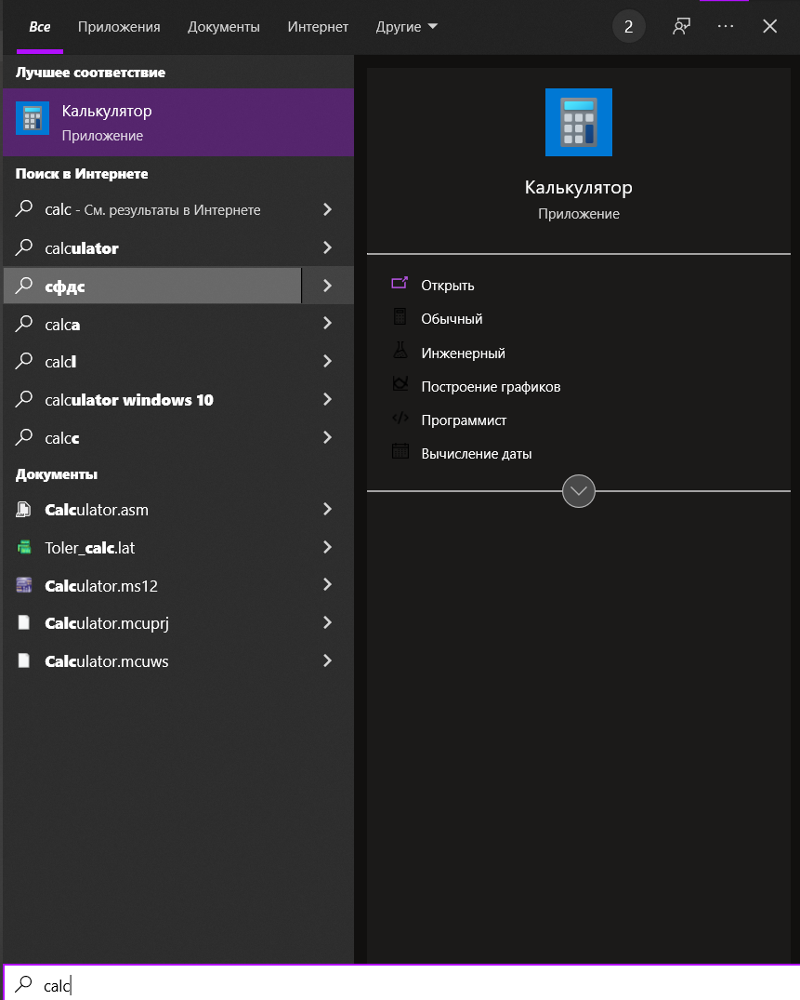 Все Приложения Документы Интернет Другие 2
Лучшее соответствие
Калькулятор
Приложение
Поиск в Интернете
calc - См. результаты в Интернете
calculator
сфдс
calca
calcl
calculator windows 10
calcc
Документы
Calculator.asm
Toler_calc.lat
Calculator.ms12
Calculator.mcuprj
Calculator.mcuws
Калькулятор
Приложение
Открыть
Обычный
Инженерный
Построение графиков
Программист
Вычисление даты
calc